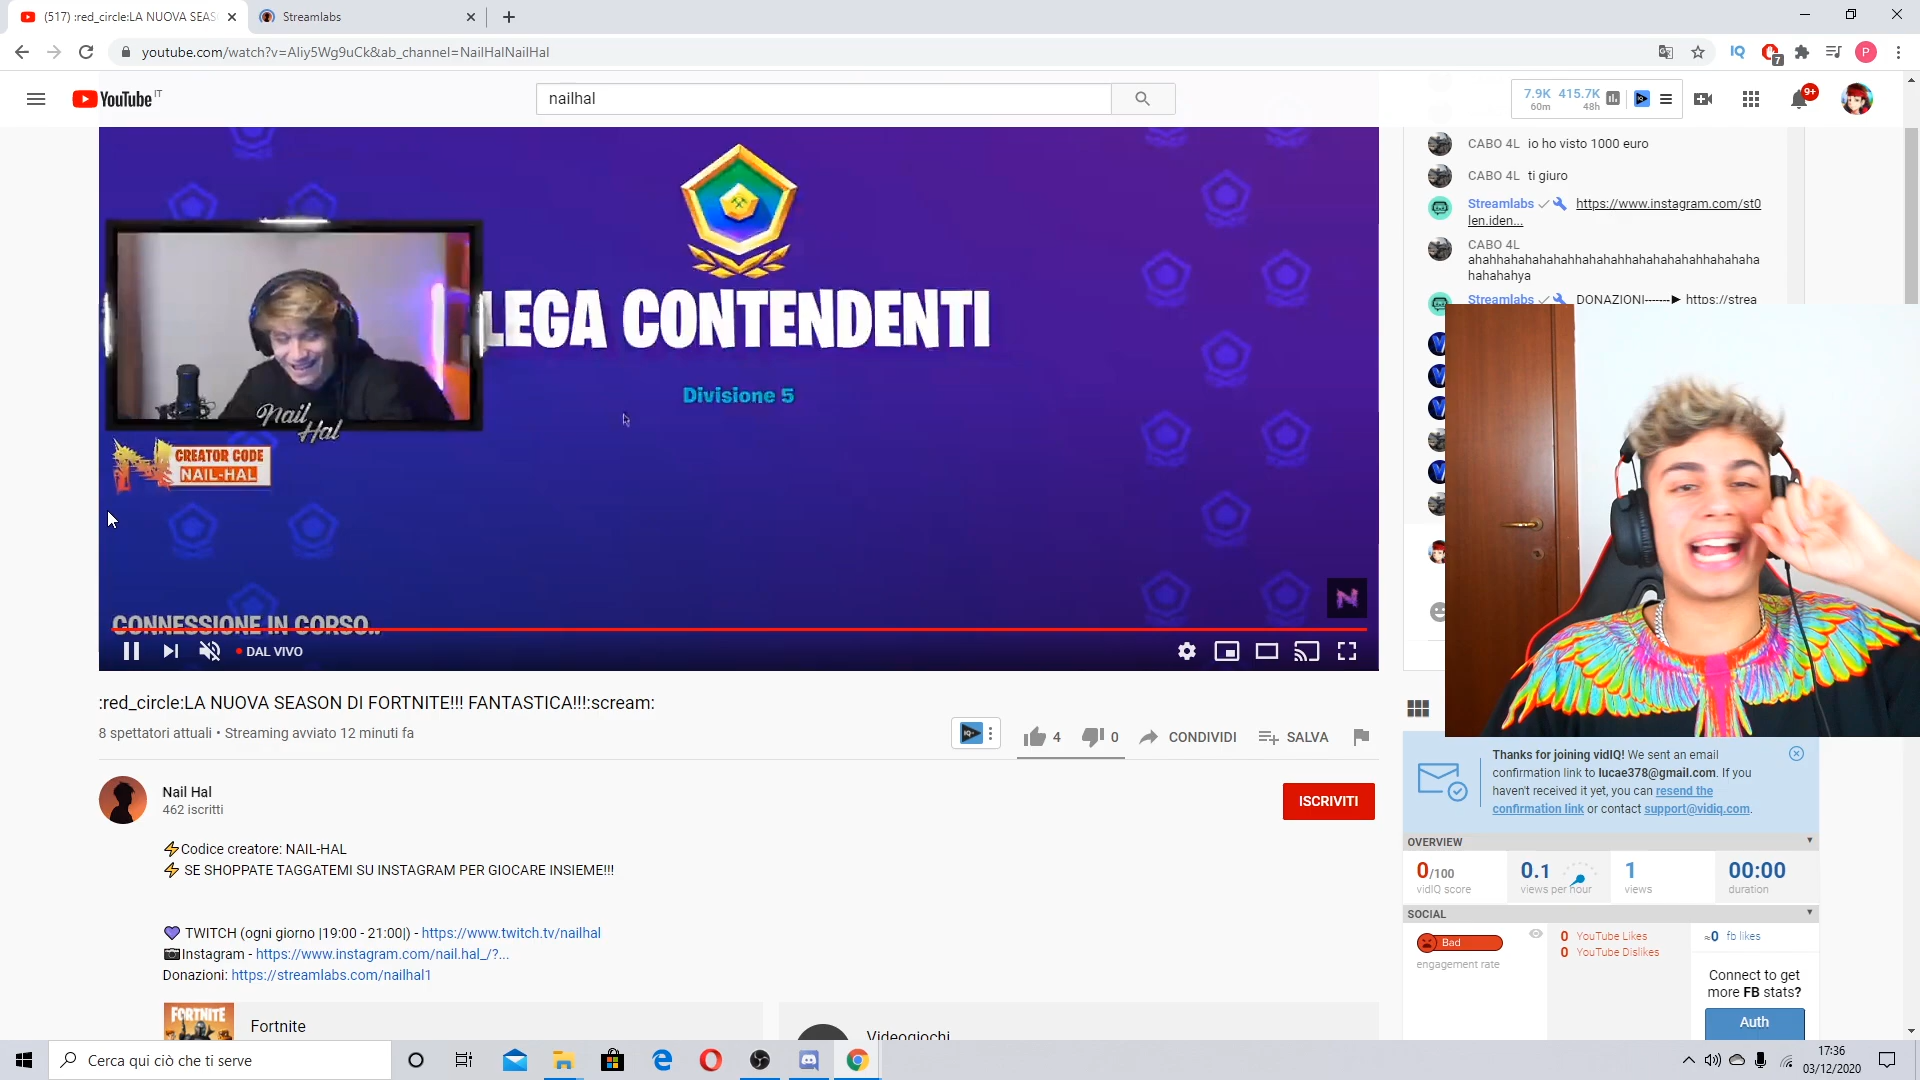 (517) :red_circle:LA NUOVA SEAS
Streamlabs
youtube.com/watch?v=Aliy5Wg9uCk&ab_channel=NailHalNailHal
IQ
7
P
YouTube IT
nailhal
7.9K 415.7K
60m 48h
9+
CABO 4L io ho visto 1000 euro
CABO 4L ti giuro
Streamlabs https://www.instagram.com/st0
len.iden...
CABO 4L
ahahhahahahahahhahahahhahahahahahhahahaha
hahahahya
Streamlabs DONAZIONI-------► https://strea
LEGA CONTENDENTI
Divisione 5
Nail
Hal
CREATOR CODE
NAIL-HAL
N
CONNESSIONE IN CORSO..
DAL VIVO
:red_circle:LA NUOVA SEASON DI FORTNITE!!! FANTASTICA!!!:scream:
8 spettatori attuali • Streaming avviato 12 minuti fa
4
0
CONDIVIDI
SALVA
Nail Hal
462 iscritti
ISCRIVITI
⚡Codice creatore: NAIL-HAL
⚡ SE SHOPPATE TAGGATEMI SU INSTAGRAM PER GIOCARE INSIEME!!!
💜 TWITCH (ogni giorno |19:00 - 21:00|) - https://www.twitch.tv/nailhal
📷Instagram - https://www.instagram.com/nail.hal_/?...
Donazioni: https://streamlabs.com/nailhal1
FORTNITE
Fortnite
Videogiochi
Thanks for joining vidIQ! We sent an email
confirmation link to lucae378@gmail.com. If you
haven't received it yet, you can resend the
confirmation link or contact support@vidiq.com.
OVERVIEW
0/100
vidIQ score
0.1
views per hour
1
views
00:00
duration
SOCIAL
Bad
engagement rate
0 YouTube Likes
0 YouTube Dislikes
≈0 fb likes
Connect to get
more FB stats?
Auth
Cerca qui ciò che ti serve
17:36
03/12/2020